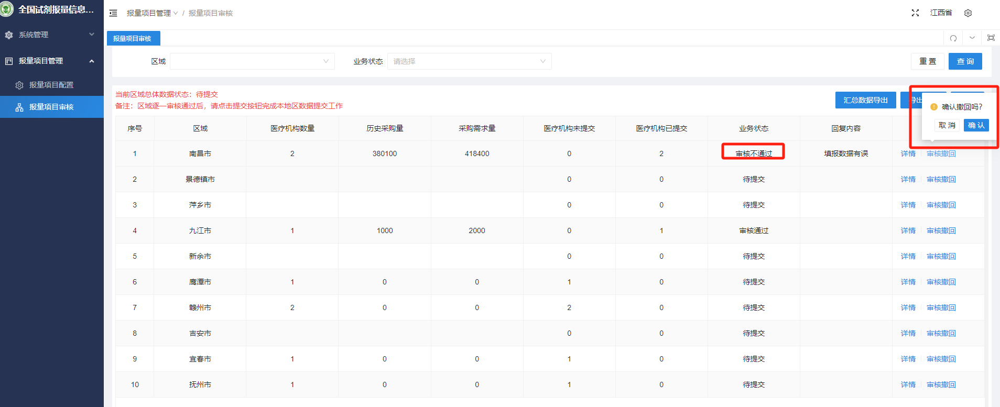 全国试剂报量信息...
报量项目管理 / 报量项目审核
江西省
系统管理
报量项目管理
报量项目配置
报量项目审核
报量项目审核
区域
业务状态 请选择
重 置 查 询
当前区域总体数据状态：待提交
备注：区域逐一审核通过后，请点击提交按钮完成本地区数据提交工作
汇总数据导出 导出
确认撤回吗?
取 消 确 认
序号 区域 医疗机构数量 历史采购量 采购需求量 医疗机构未提交 医疗机构已提交 业务状态 回复内容
1 南昌市 2 380100 418400 0 2 审核不通过 填报数据有误 详情 审核撤回
2 景德镇市 0 0 待提交 详情 审核撤回
3 萍乡市 0 0 待提交 详情 审核撤回
4 九江市 1 1000 2000 0 1 审核通过 详情 审核撤回
5 新余市 0 0 待提交 详情 审核撤回
6 鹰潭市 1 0 0 1 0 待提交 详情 审核撤回
7 赣州市 2 0 0 2 0 待提交 详情 审核撤回
8 吉安市 0 0 待提交 详情 审核撤回
9 宜春市 1 0 0 1 0 待提交 详情 审核撤回
10 抚州市 1 0 0 1 0 待提交 详情 审核撤回